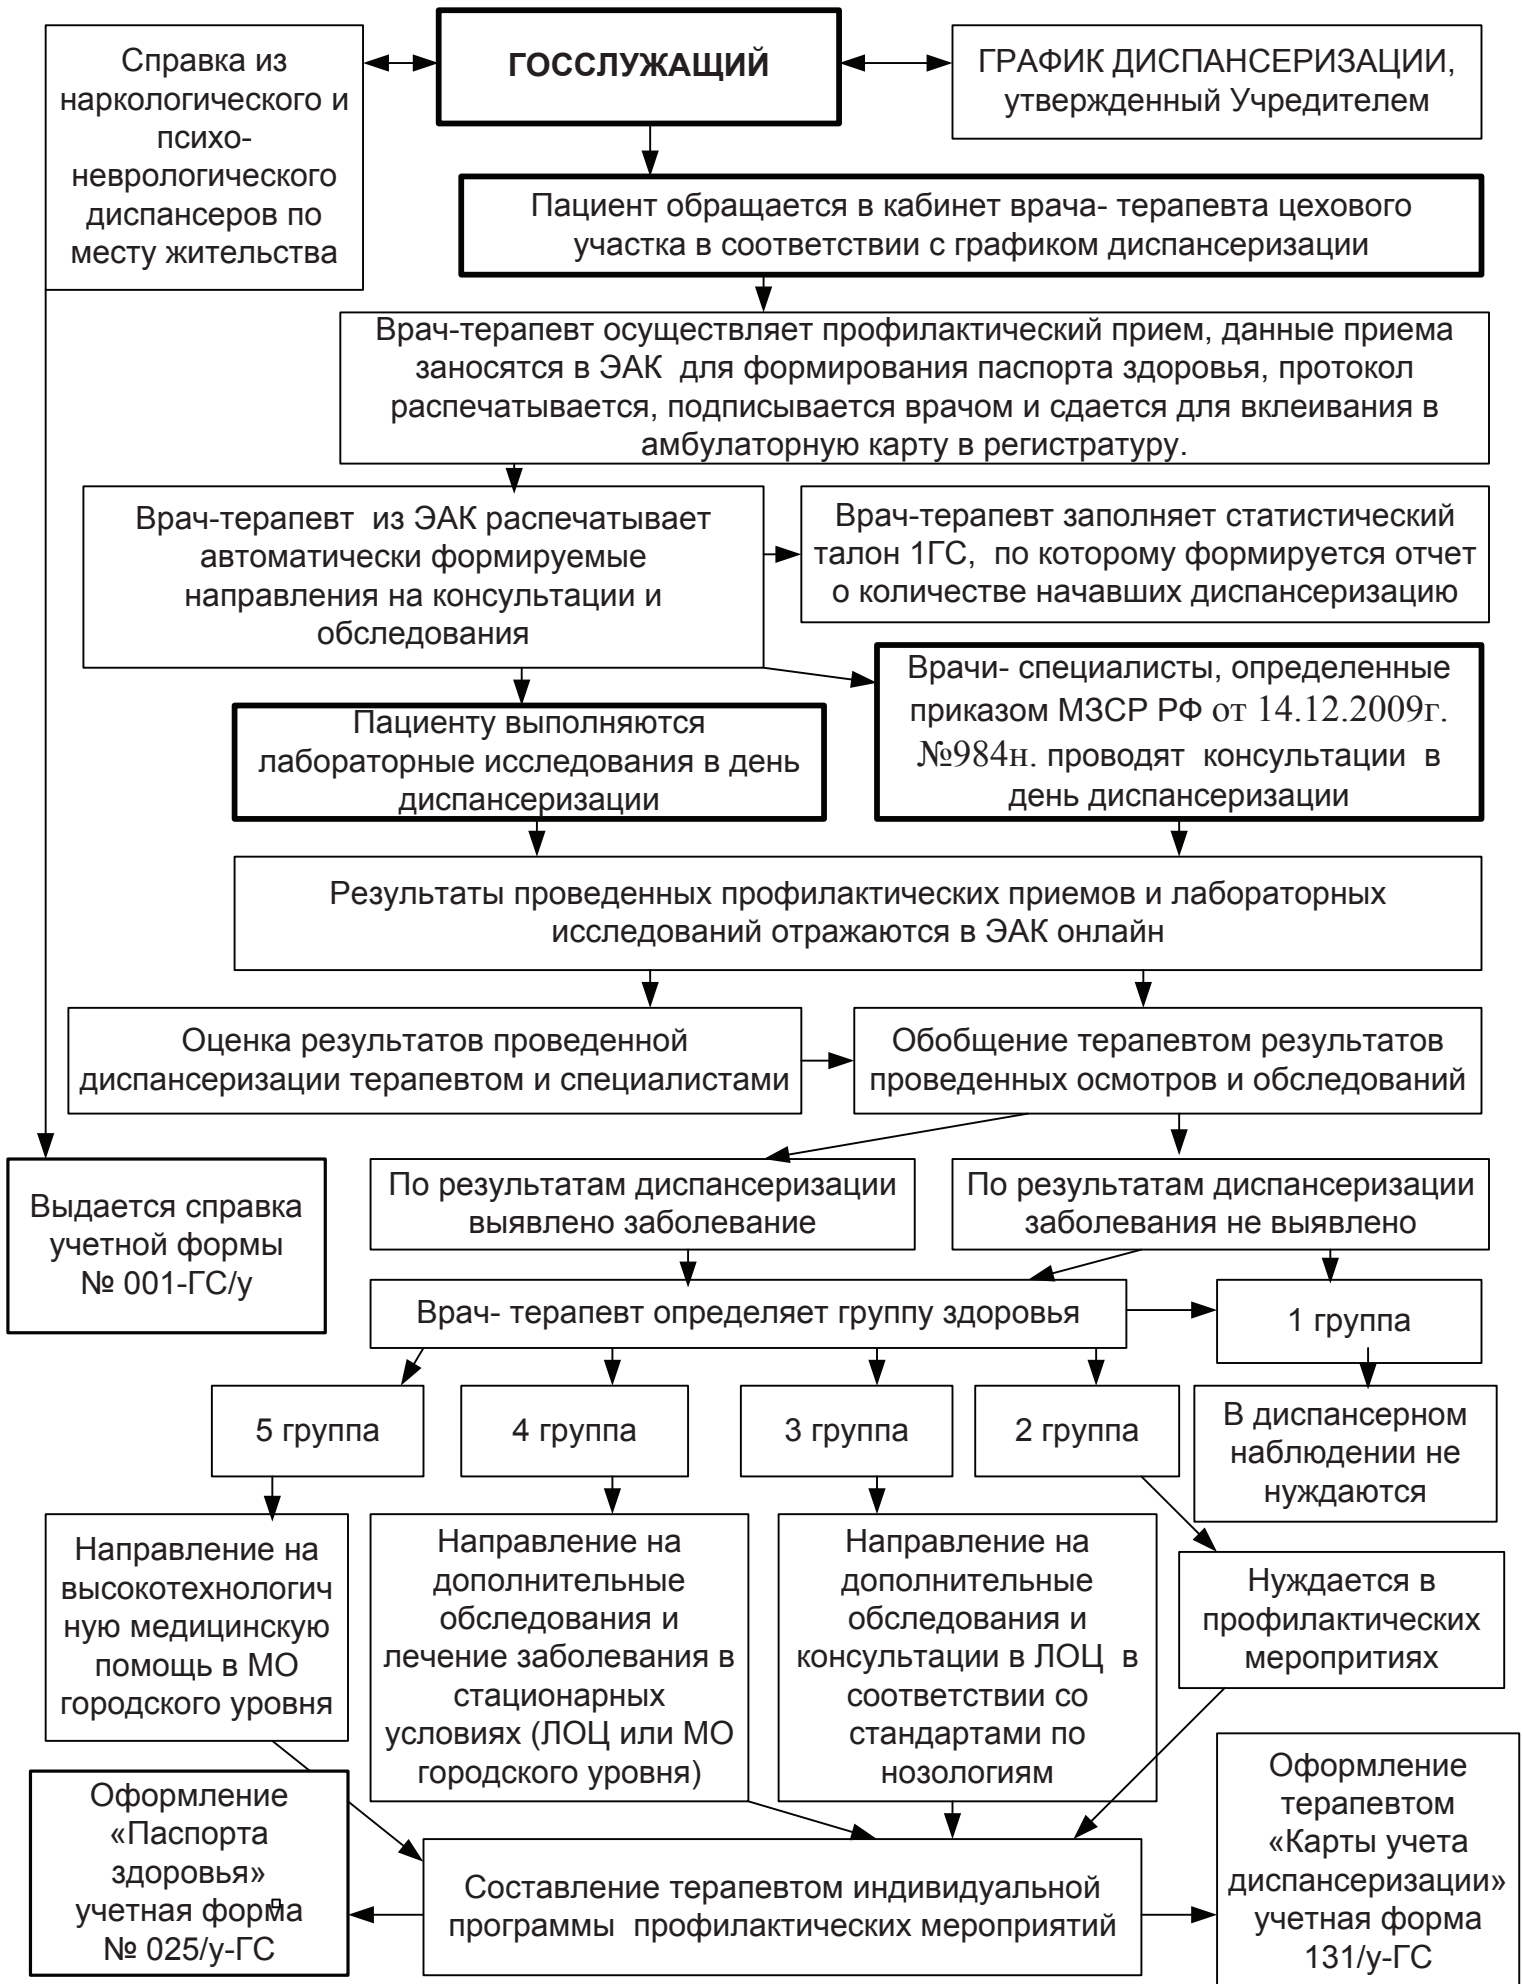 Справка из
наркологического и
психо-
неврологического
диспансеров по
месту жительства
ГОССЛУЖАЩИЙ
ГРАФИК ДИСПАНСЕРИЗАЦИИ,
утвержденный Учредителем
Пациент обращается в кабинет врача- терапевта цехового
участка в соответствии с графиком диспансеризации
Врач-терапевт осуществляет профилактический прием, данные приема
заносятся в ЭАК для формирования паспорта здоровья, протокол
распечатывается, подписывается врачом и сдается для вклеивания в
амбулаторную карту в регистратуру.
Врач-терапевт из ЭАК распечатывает
автоматически формируемые
направления на консультации и
обследования
Врач-терапевт заполняет статистический
талон 1ГС, по которому формируется отчет
о количестве начавших диспансеризацию
Пациенту выполняются
лабораторные исследования в день
диспансеризации
Врачи- специалисты, определенные
приказом МЗСР РФ от 14.12.2009г.
№984н. проводят консультации в
день диспансеризации
Результаты проведенных профилактических приемов и лабораторных
исследований отражаются в ЭАК онлайн
Оценка результатов проведенной
диспансеризации терапевтом и специалистами
Обобщение терапевтом результатов
проведенных осмотров и обследований
Выдается справка
учетной формы
№ 001-ГС/у
По результатам диспансеризации
выявлено заболевание
По результатам диспансеризации
заболевания не выявлено
Врач- терапевт определяет группу здоровья
1 группа
5 группа
4 группа
3 группа
2 группа
В диспансерном
наблюдении не
нуждаются
Направление на
высокотехнологич
ную медицинскую
помощь в МО
городского уровня
Направление на
дополнительные
обследования и
лечение заболевания в
стационарных
условиях (ЛОЦ или МО
городского уровня)
Направление на
дополнительные
обследования и
консультации в ЛОЦ в
соответствии со
стандартами по
нозологиям
Нуждается в
профилактических
меропритиях
Оформление
«Паспорта
здоровья»
учетная форма
№ 025/у-ГС
Составление терапевтом индивидуальной
программы профилактических мероприятий
Оформление
терапевтом
«Карты учета
диспансеризации»
учетная форма
131/у-ГС